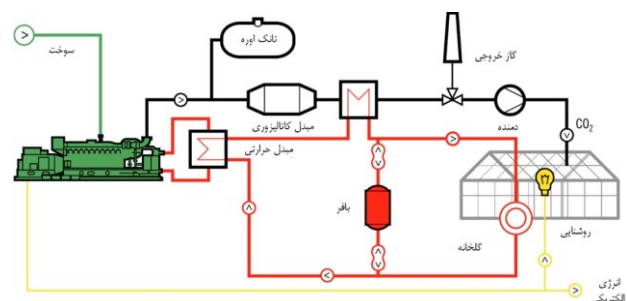 تانک اوره
سوخت
گاز خروجی
مبدل کاتالیزوری
دمنده
CO2
مبدل حرارتی
بافر
روشنایی
گلخانه
انرژی